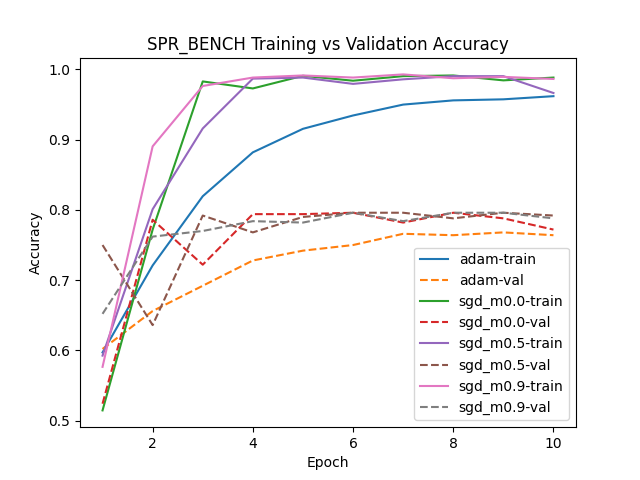 SPR_BENCH Training vs Validation Accuracy
1.0
0.9
0.8
0.7
0.6
0.5
Accuracy
2
4
6
8
10
Epoch
adam-train
adam-val
sgd_m0.0-train
sgd_m0.0-val
sgd_m0.5-train
sgd_m0.5-val
sgd_m0.9-train
sgd_m0.9-val